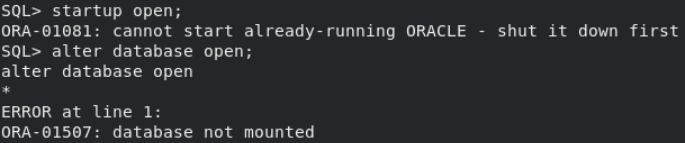 SQL> startup open;
ORA-01081: cannot start already-running ORACLE - shut it down first
SQL> alter database open;
alter database open
*
ERROR at line 1:
ORA-01507: database not mounted